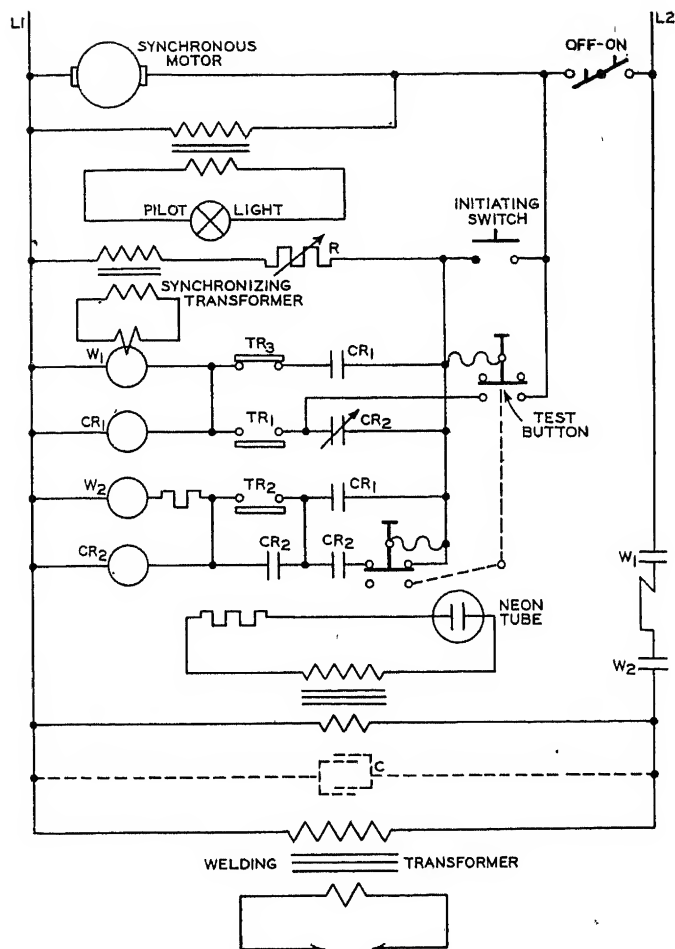 L1
L2
SYNCHRONOUS
MOTOR
OFF-ON
PILOT LIGHT
INITIATING
SWITCH
R
SYNCHRONIZING
TRANSFORMER
W1
TR3
CR1
CR1
TR1
CR2
TEST
BUTTON
W2
TR2
CR1
CR2
CR2
CR2
W1
NEON
TUBE
W2
C
WELDING TRANSFORMER